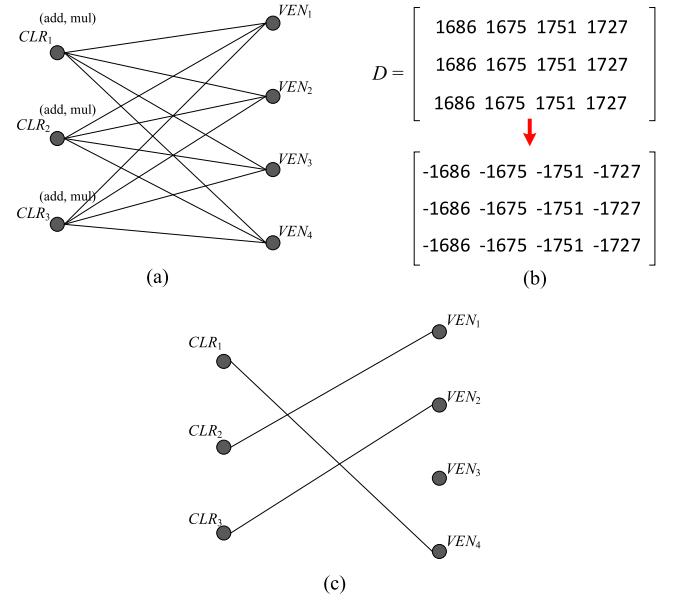 (add, mul)
CLR1
VEN1
(add, mul)
CLR2
VEN2
(add, mul)
CLR3
VEN3
VEN4
(a)
D =
1686 1675 1751 1727
1686 1675 1751 1727
1686 1675 1751 1727
-1686 -1675 -1751 -1727
-1686 -1675 -1751 -1727
-1686 -1675 -1751 -1727
(b)
CLR1
VEN1
CLR2
VEN2
CLR3
VEN3
VEN4
(c)